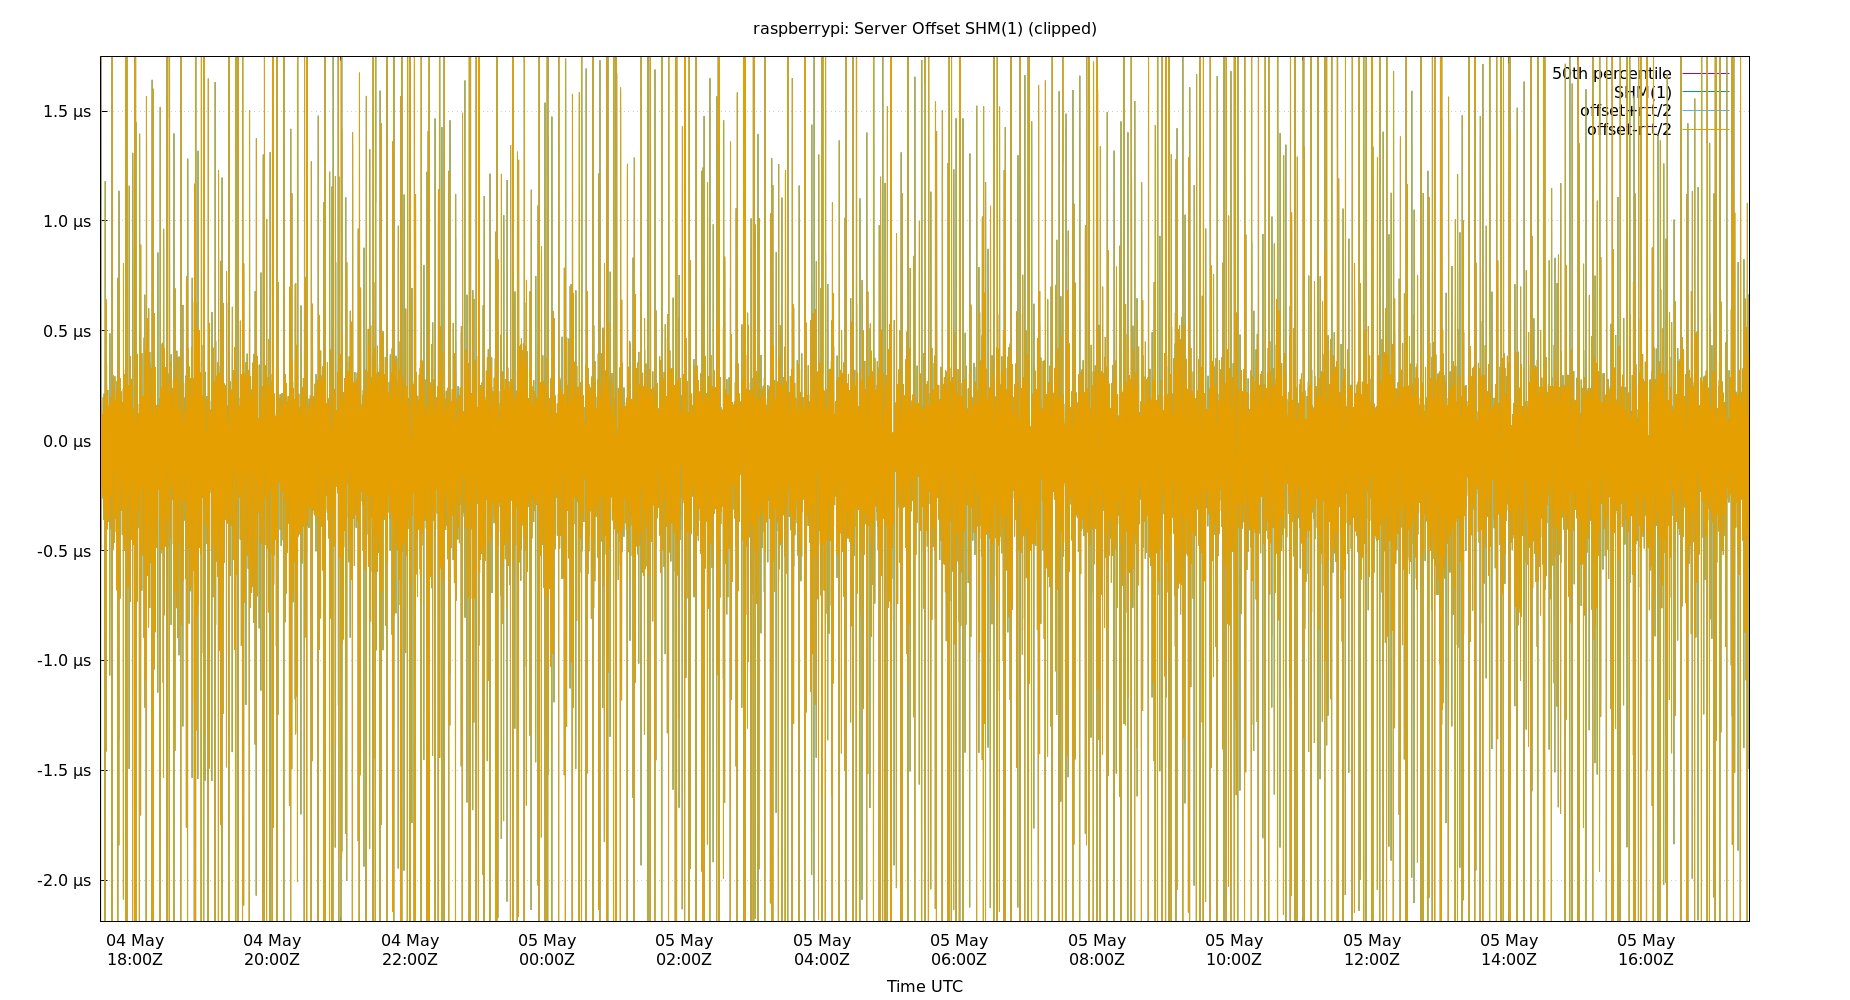 raspberrypi: Server Offset SHM(1) (clipped)
50th percentile
SHM(1)
offset+rtt/2
offset-rtt/2
1.5 µs
1.0 µs
0.5 µs
0.0 µs
-0.5 µs
-1.0 µs
-1.5 µs
-2.0 µs
04 May 04 May 04 May 05 May 05 May 05 May 05 May 05 May 05 May 05 May 05 May 05 May
18:00Z 20:00Z 22:00Z 00:00Z 02:00Z 04:00Z 06:00Z 08:00Z 10:00Z 12:00Z 14:00Z 16:00Z
Time UTC